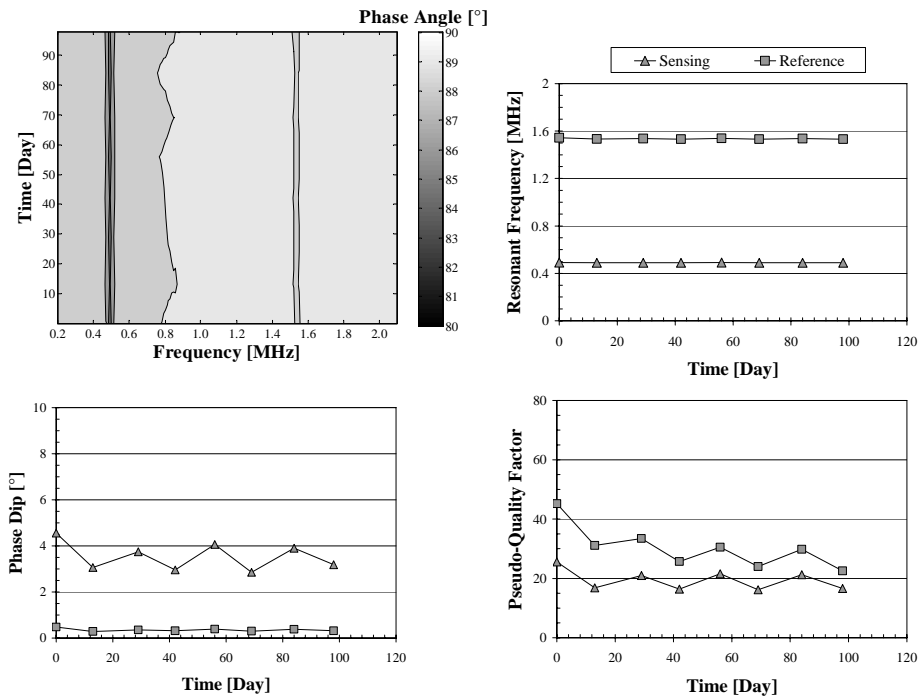 Phase Angle [°]
90
89
88
87
86
85
84
83
82
81
80
90
80
70
60
50
40
30
20
10
Time [Day]
0.2 0.4 0.6 0.8 1.0 1.2 1.4 1.6 1.8 2.0
Frequency [MHz]
Sensing Reference
2
1.6
1.2
0.8
0.4
0
Resonant Frequency [MHz]
0 20 40 60 80 100 120
Time [Day]
10
8
6
4
2
0
Phase Dip [°]
0 20 40 60 80 100 120
Time [Day]
80
60
40
20
0
Pseudo-Quality Factor
0 20 40 60 80 100 120
Time [Day]